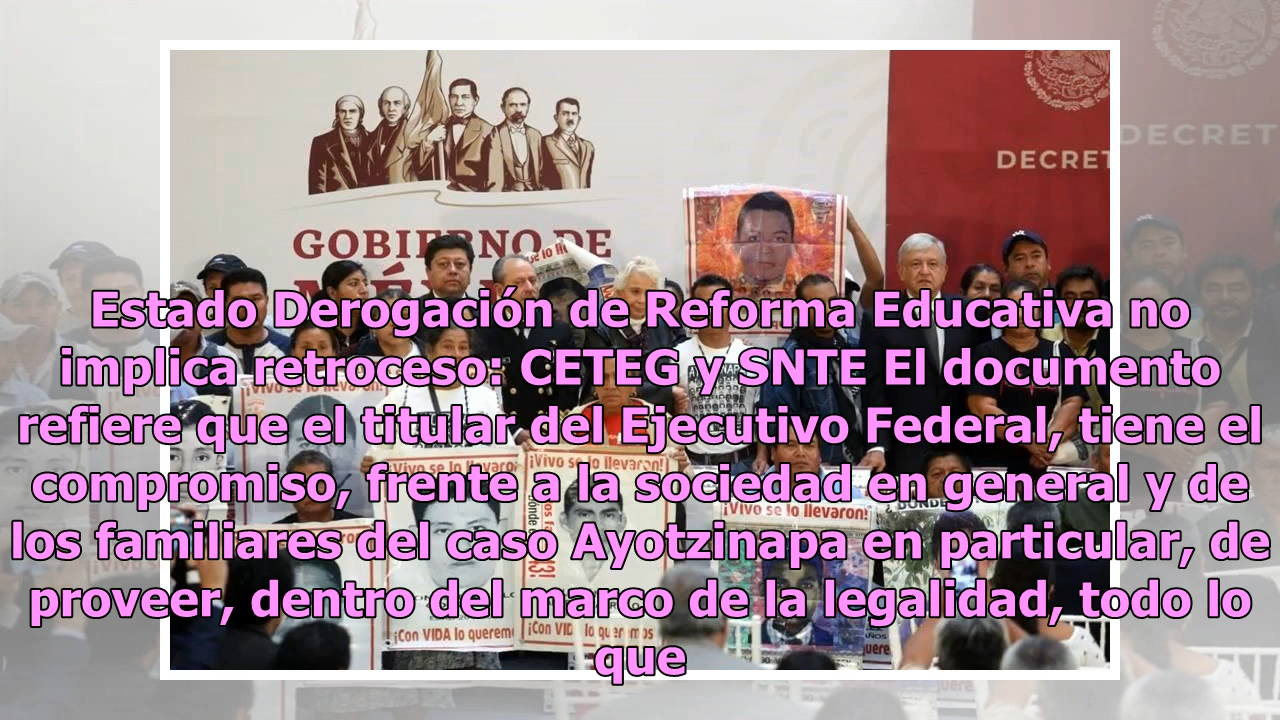 DECRET
DECRET
GOBIERNO DE
Estado Derogación de Reforma Educativa no
implica retroceso: CETEG y SNTE El documento
refiere que el titular del Ejecutivo Federal, tiene el
compromiso, frente a la sociedad en general y de
los familiares del caso Ayotzinapa en particular, de
proveer, dentro del marco de la legalidad, todo lo
que
¡Vivo se lo llevaron!
¡Vivo se lo llevaron!
¡Vivo se lo llevaron!
¡Con VIDA lo queremos
¡Con VIDA lo queremos